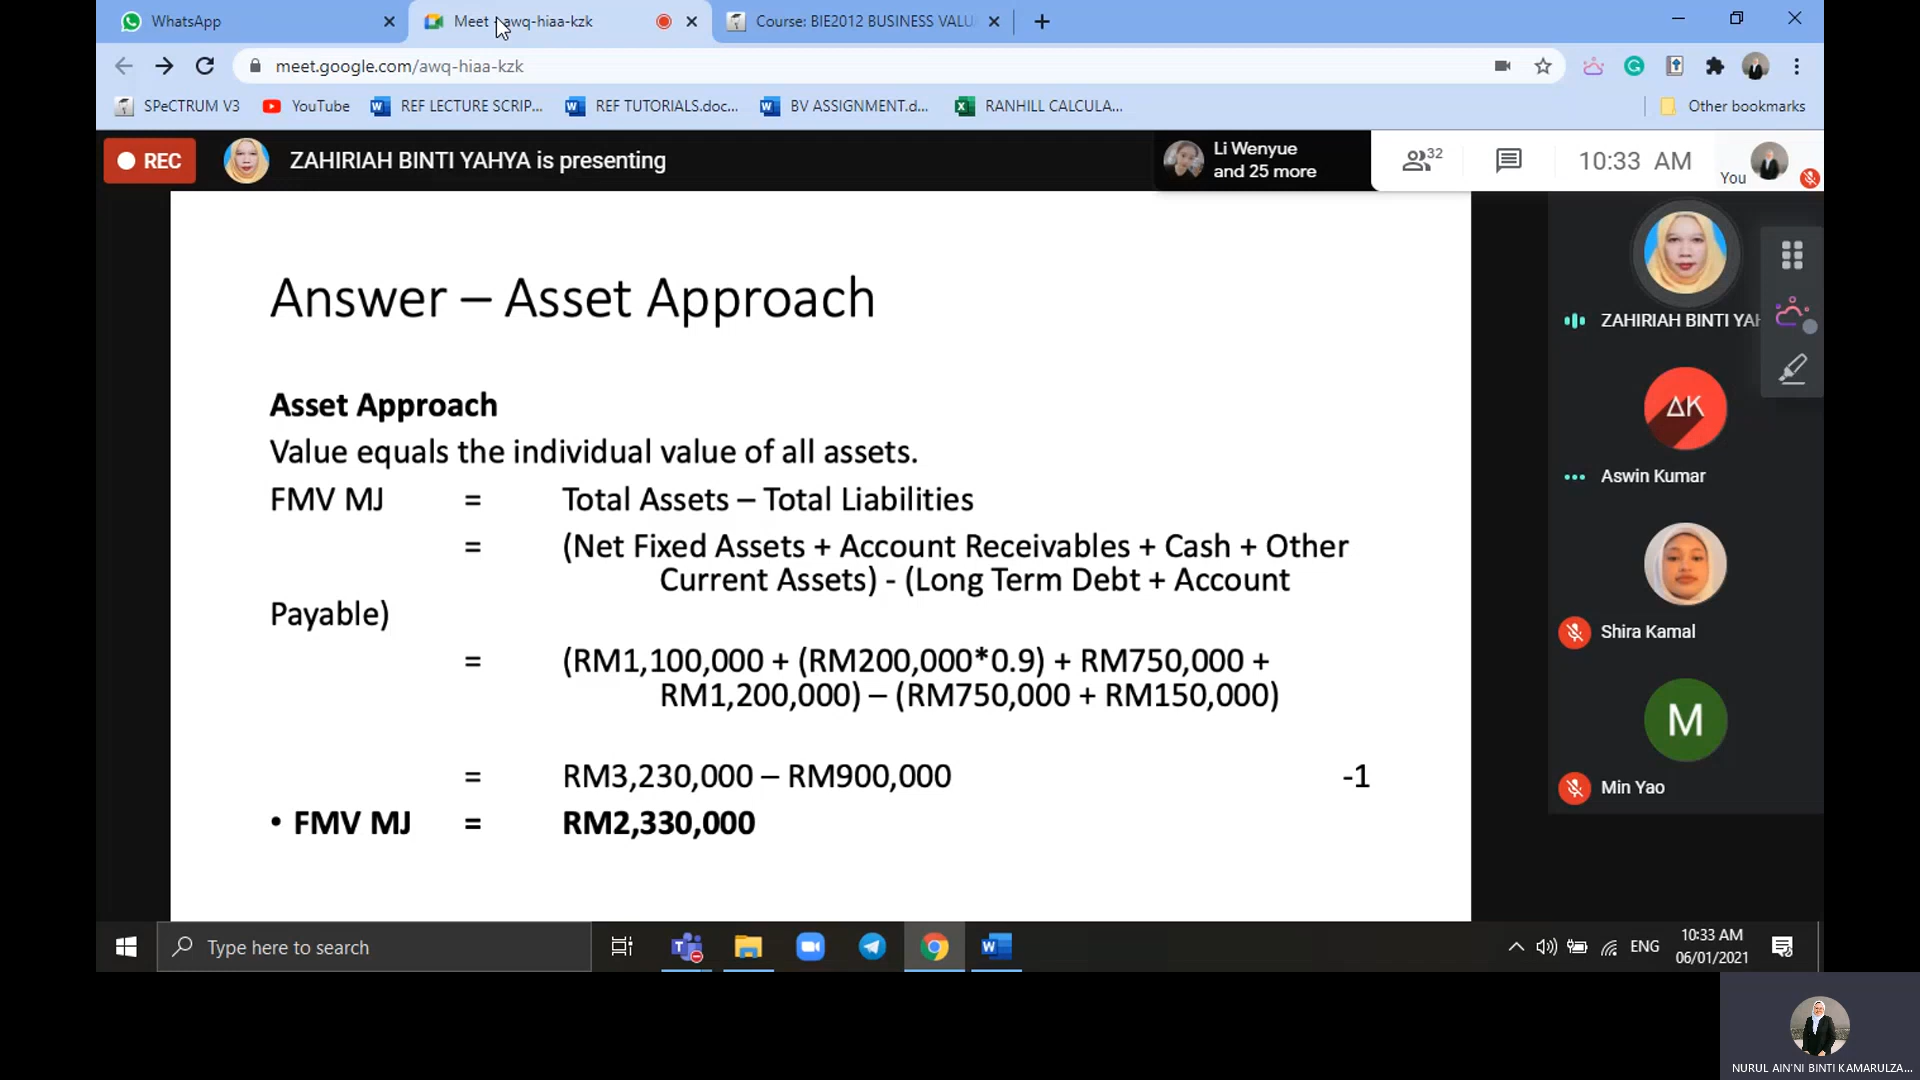 WhatsApp
Meet - awq-hiaa-kzk
Course: BIE2012 BUSINESS VALU
meet.google.com/awq-hiaa-kzk
SPeCTRUM V3
YouTube
REF LECTURE SCRIP...
REF TUTORIALS.doc...
BV ASSIGNMENT.d...
RANHILL CALCULA...
Other bookmarks
REC
ZAHIRIAH BINTI YAHYA is presenting
Li Wenyue
and 25 more
32
10:33 AM
You
Answer – Asset Approach
Asset Approach
Value equals the individual value of all assets.
FMV MJ = Total Assets – Total Liabilities
= (Net Fixed Assets + Account Receivables + Cash + Other
Current Assets) - (Long Term Debt + Account
Payable)
= (RM1,100,000 + (RM200,000*0.9) + RM750,000 +
RM1,200,000) – (RM750,000 + RM150,000)
= RM3,230,000 – RM900,000 -1
• FMV MJ = RM2,330,000
ZAHIRIAH BINTI YAH
ΔK
Aswin Kumar
Shira Kamal
M
Min Yao
Type here to search
ENG
10:33 AM
06/01/2021
NURUL AIN'NI BINTI KAMARULZA...